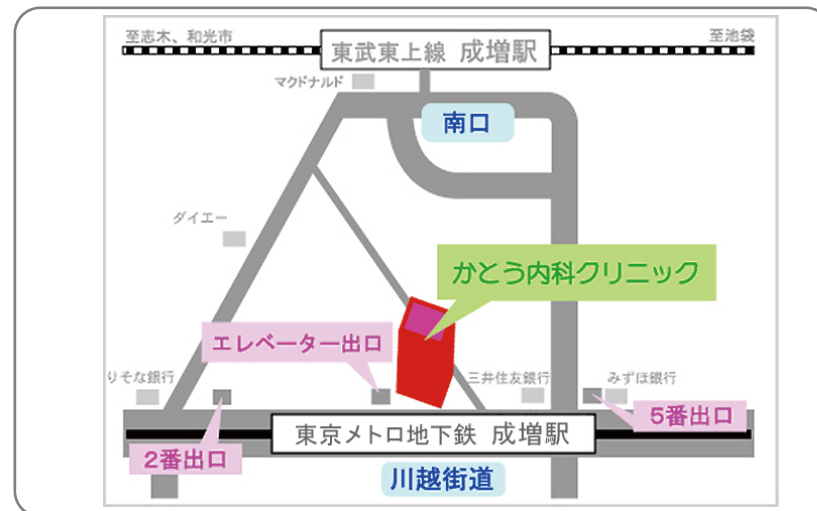 至志木、和光市
東武東上線 成増駅
至池袋
マクドナルド
南口
ダイエー
かとう内科クリニック
エレベーター出口
りそな銀行
三井住友銀行
みずほ銀行
5番出口
2番出口
東京メトロ地下鉄 成増駅
川越街道